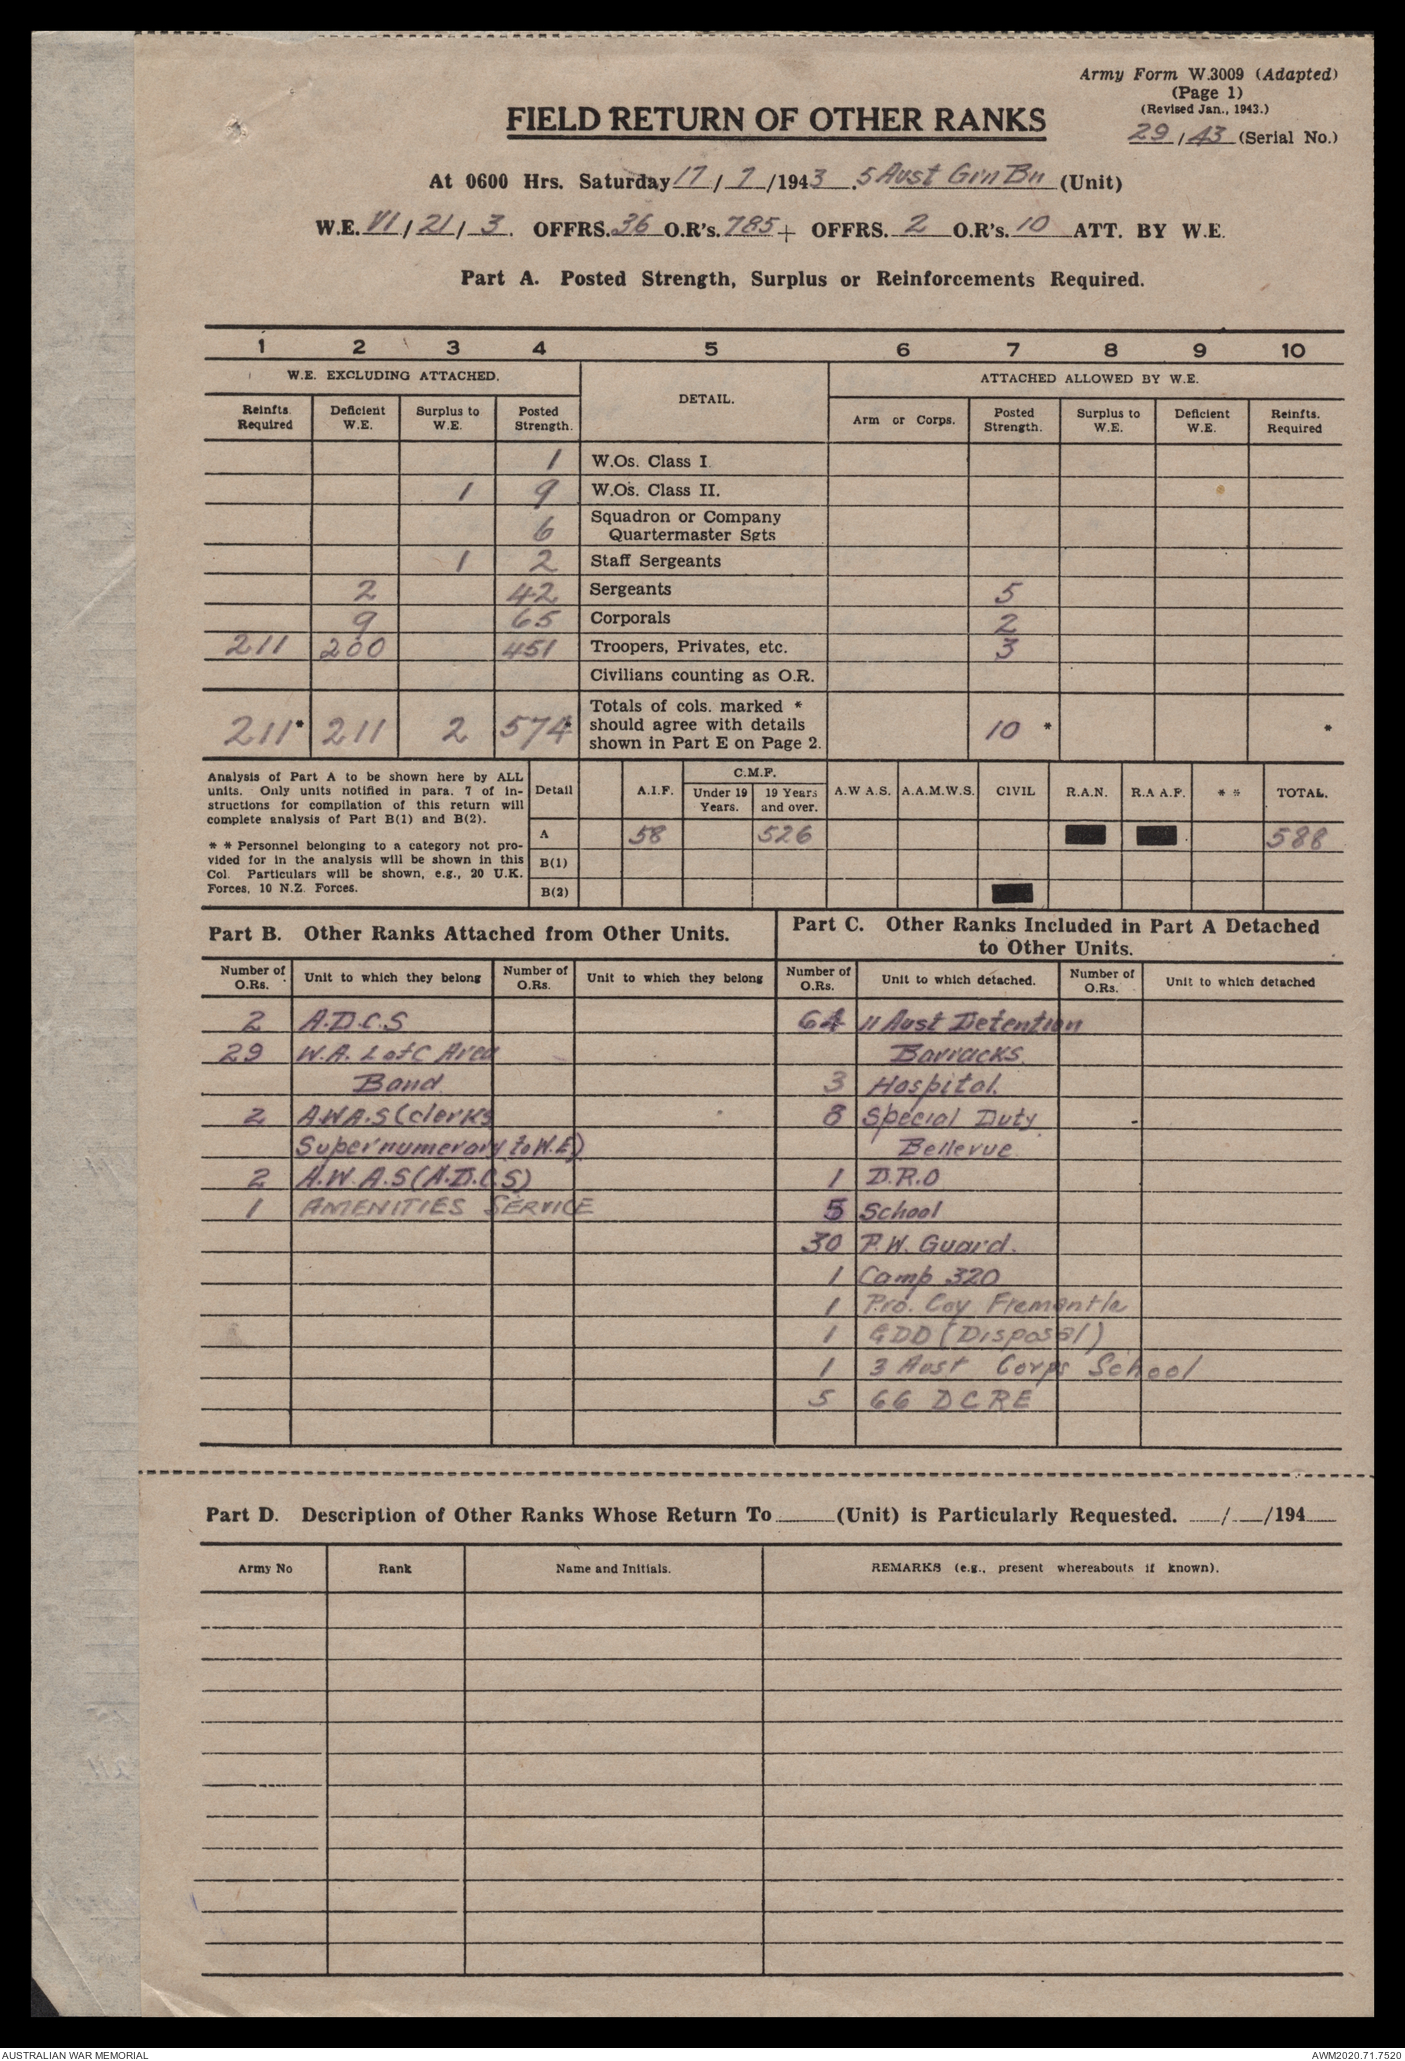 Army Form W.3009 (Adapted)
(Page 1)
(Revised Jan., 1943.)
29/43 (Serial No.)
FIELD RETURN OF OTHER RANKS
At 0600 Hrs. Saturday 17/7/1943. 5 Aust Grn Bn (Unit)
W.E. VI/21/3. OFFRS. 36 O.R's. 785 + OFFRS. 2 O.R's. 10 ATT. BY W.E.
Part A. Posted Strength, Surplus or Reinforcements Required.
1 2 3 4 5 6 7 8 9 10
W.E. EXCLUDING ATTACHED. DETAIL. ATTACHED ALLOWED BY W.E.
Reinfts. Required Deficient W.E. Surplus to W.E. Posted Strength. Arm or Corps. Posted Strength. Surplus to W.E. Deficient W.E. Reinfts. Required
1 W.Os. Class I.
1 9 W.Os. Class II.
6 Squadron or Company Quartermaster Sgts
1 2 Staff Sergeants
2 42 Sergeants 5
9 65 Corporals 2
211 200 451 Troopers, Privates, etc. 3
Civilians counting as O.R.
211* 211 2 574* Totals of cols. marked * should agree with details shown in Part E on Page 2. 10 * *
Analysis of Part A to be shown here by ALL
units. Only units notified in para. 7 of in-
structions for compilation of this return will
complete analysis of Part B(1) and B(2).
* * Personnel belonging to a category not pro-
vided for in the analysis will be shown in this
Col. Particulars will be shown, e.g., 20 U.K.
Forces, 10 N.Z. Forces.
Detail A.I.F. C.M.F. Under 19 Years. 19 Years and over. A.W A.S. A.A.M.W.S. CIVIL R.A.N. R.A A.F. * * TOTAL.
A 58 526 588
B(1)
B(2)
Part B. Other Ranks Attached from Other Units.
Number of O.Rs. Unit to which they belong Number of O.Rs. Unit to which they belong
2 A.D.C.S
29 W.A. L of C Area
Band
2 A.W.A.S (clerks
Supernumerary to W.E)
2 A.W.A.S (A.D.C.S)
1 AMENITIES SERVICE
Part C. Other Ranks Included in Part A Detached
to Other Units.
Number of O.Rs. Unit to which detached. Number of O.Rs. Unit to which detached
64 11 Aust Detention
Barracks.
3 Hospital.
8 Special Duty
Bellevue
1 D.R.O
5 School
30 P.W. Guard.
1 Camp 320
1 Pro. Coy Fremantle
1 GDD (Disposal)
1 3 Aust Corps School
5 66 DCRE
Part D. Description of Other Ranks Whose Return To (Unit) is Particularly Requested. / /194
Army No Rank Name and Initials. REMARKS (e.g., present whereabouts if known).
AUSTRALIAN WAR MEMORIAL AWM2020.71.7520